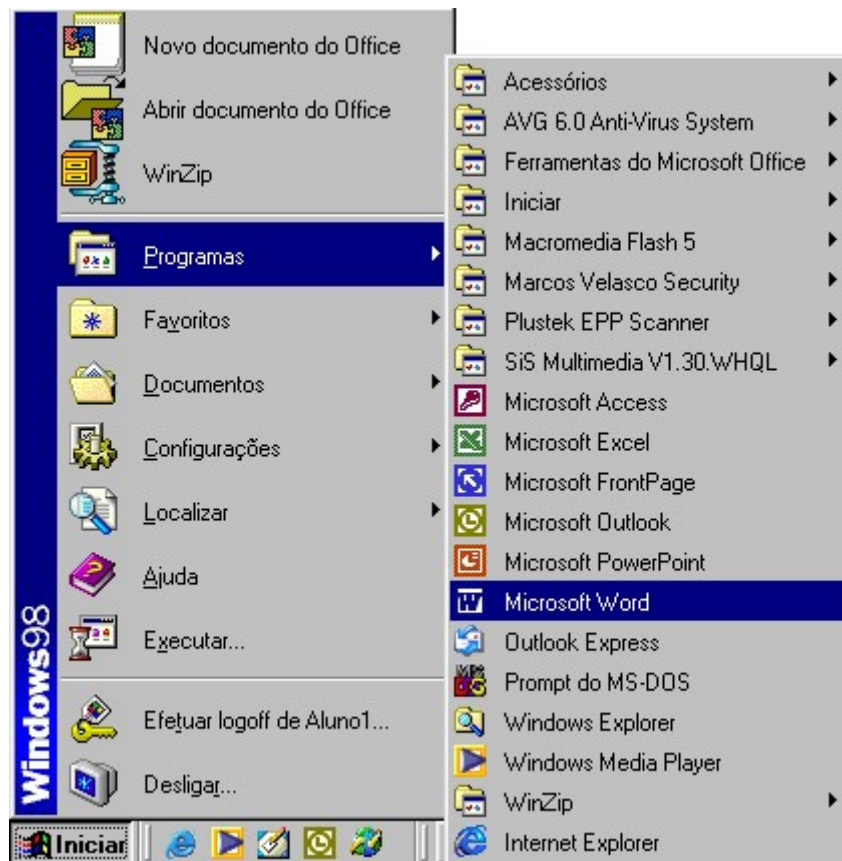 Novo documento do Office
Abrir documento do Office
WinZip
Programas
Favoritos
Documentos
Configurações
Localizar
Ajuda
Executar...
Efetuar logoff de Aluno1...
Desligar...
Windows98
Iniciar
Acessórios
AVG 6.0 Anti-Virus System
Ferramentas do Microsoft Office
Iniciar
Macromedia Flash 5
Marcos Velasco Security
Plustek EPP Scanner
SiS Multimedia V1.30.WHQL
Microsoft Access
Microsoft Excel
Microsoft FrontPage
Microsoft Outlook
Microsoft PowerPoint
Microsoft Word
Outlook Express
Prompt do MS-DOS
Windows Explorer
Windows Media Player
WinZip
Internet Explorer